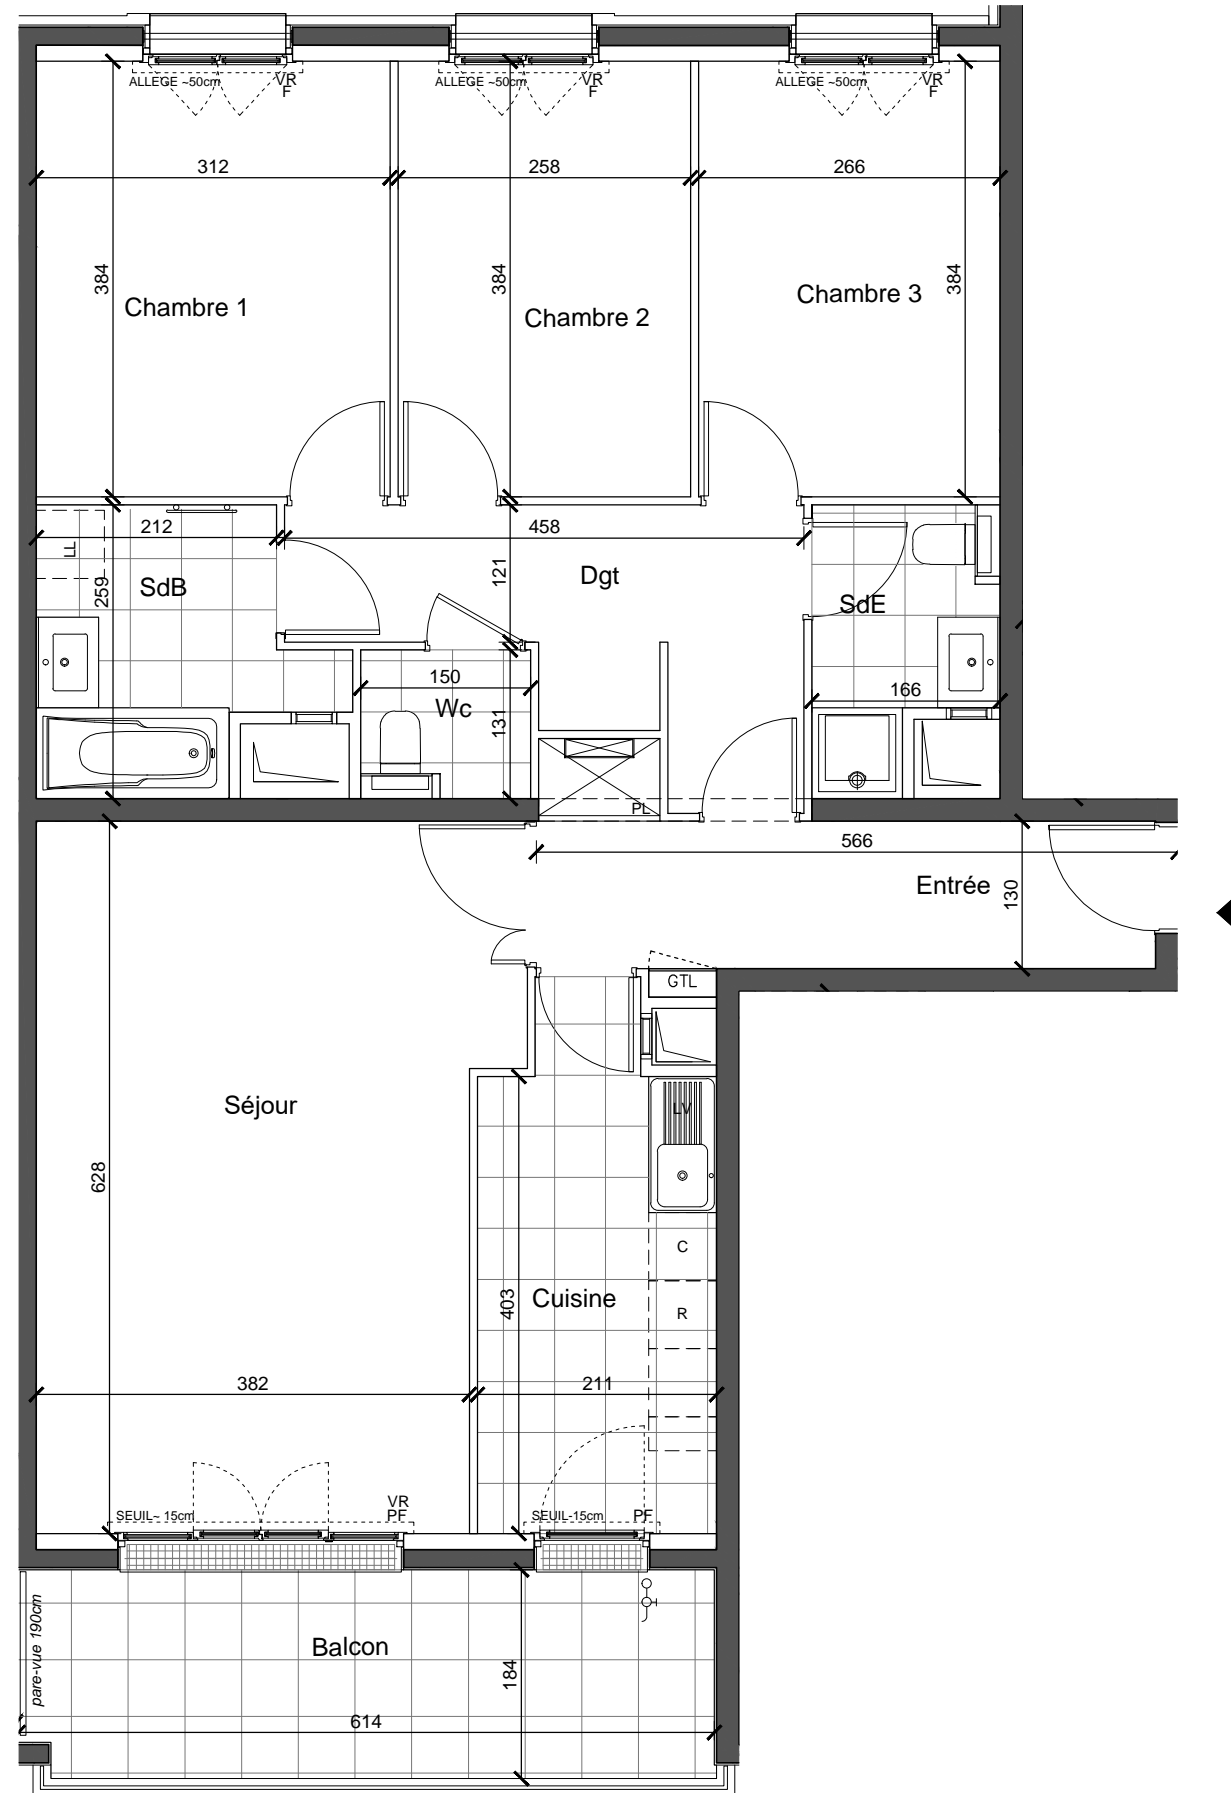 ALLEGE ~50cm
VR
F
ALLEGE ~50cm
VR
F
ALLEGE ~50cm
VR
F
312
258
266
384
384
384
Chambre 1
Chambre 2
Chambre 3
LL
212
458
259
SdB
121
Dgt
SdE
150
Wc
131
166
PL
566
Entrée
130
GTL
Séjour
LV
628
C
403
Cuisine
R
382
211
SEUIL~ 15cm
VR
PF
SEUIL-15cm
PF
pare-vue 190cm
Balcon
184
614